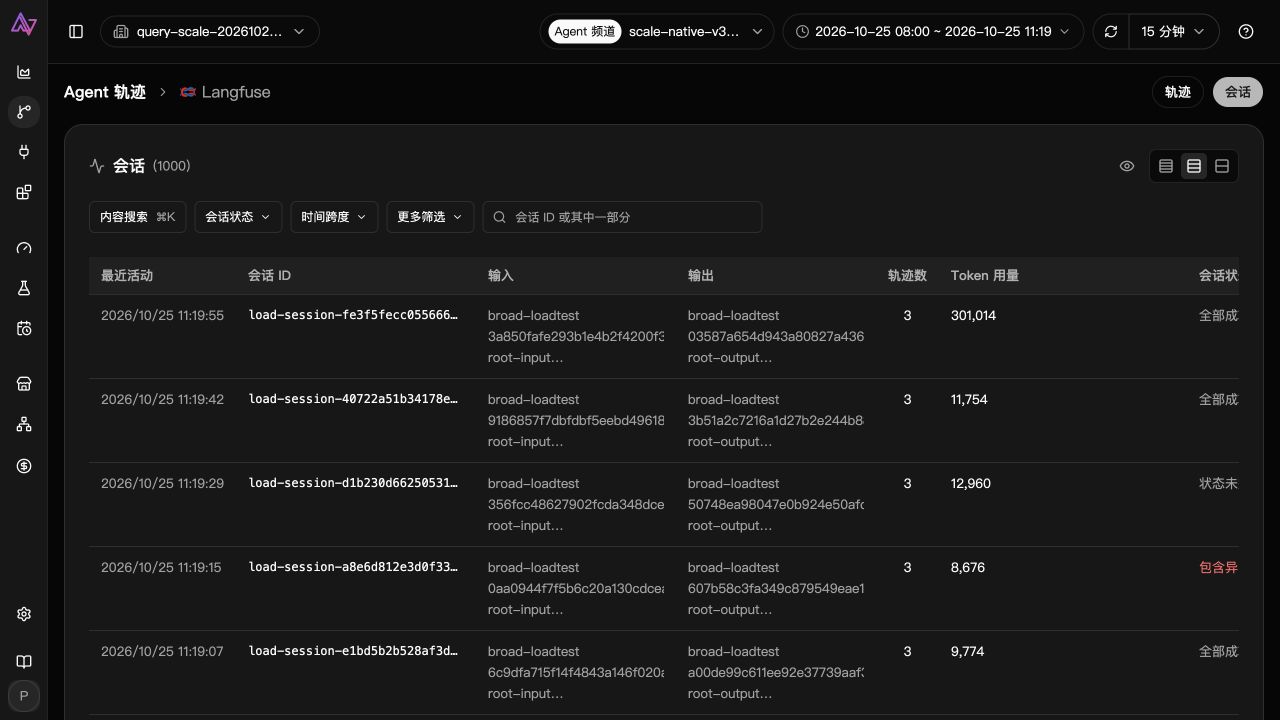 query-scale-2026102...
Agent 频道 scale-native-v3...
2026-10-25 08:00 ~ 2026-10-25 11:19
15 分钟
Agent 轨迹 > Langfuse
轨迹 会话
会话 (1000)
内容搜索 ⌘K 会话状态 时间跨度 更多筛选 会话 ID 或其中一部分
最近活动 会话 ID 输入 输出 轨迹数 Token 用量 会话状
2026/10/25 11:19:55 load-session-fe3f5fecc055666… broad-loadtest broad-loadtest 3 301,014 全部成
3a850fafe293b1e4b2f4200f3 03587a654d943a80827a436
root-input... root-output...
2026/10/25 11:19:42 load-session-40722a51b34178e… broad-loadtest broad-loadtest 3 11,754 全部成
9186857f7dbfdbf5eebd49618 3b51a2c7216a1d27b2e244b8
root-input... root-output...
2026/10/25 11:19:29 load-session-d1b230d66250531… broad-loadtest broad-loadtest 3 12,960 状态未
356fcc48627902fcda348dce 50748ea98047e0b924e50afc
root-input... root-output...
2026/10/25 11:19:15 load-session-a8e6d812e3d0f33… broad-loadtest broad-loadtest 3 8,676 包含异
0aa0944f7f5b6c20a130cdcea 607b58c3fa349c879549eae1
root-input... root-output...
2026/10/25 11:19:07 load-session-e1bd5b2b528af3d… broad-loadtest broad-loadtest 3 9,774 全部成
6c9dfa715f14f4843a146f020a a00de99c611ee92e37739aaf
root-input... root-output...
P